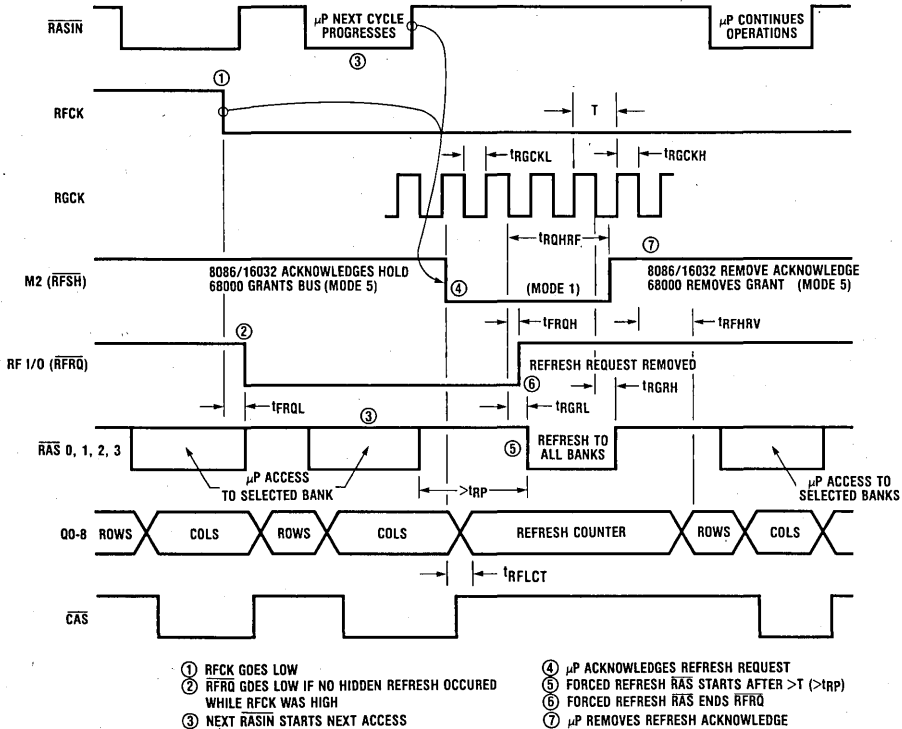 RASIN
μP NEXT CYCLE
PROGRESSES
③
μP CONTINUES
OPERATIONS
①
RFCK
T
tRGCKL
tRGCKH
RGCK
tRQHRF
⑦
M2 (RFSH)
8086/16032 ACKNOWLEDGES HOLD
68000 GRANTS BUS (MODE 5)
④
(MODE 1)
8086/16032 REMOVE ACKNOWLEDGE
68000 REMOVES GRANT (MODE 5)
②
tFRQH
tRFHRV
RF I/O (RFRQ)
REFRESH REQUEST REMOVED
⑥
tFRQL
③
tRGRL
tRGRH
RAS 0, 1, 2, 3
⑤
REFRESH TO
ALL BANKS
μP ACCESS
TO SELECTED BANK
>tRP
μP ACCESS TO
SELECTED BANKS
Q0-8 ROWS COLS ROWS COLS REFRESH COUNTER ROWS COLS
tRFLCT
CAS
① RFCK GOES LOW
② RFRQ GOES LOW IF NO HIDDEN REFRESH OCCURED
WHILE RFCK WAS HIGH
③ NEXT RASIN STARTS NEXT ACCESS
④ μP ACKNOWLEDGES REFRESH REQUEST
⑤ FORCED REFRESH RAS STARTS AFTER >T (>tRP)
⑥ FORCED REFRESH RAS ENDS RFRQ
⑦ μP REMOVES REFRESH ACKNOWLEDGE